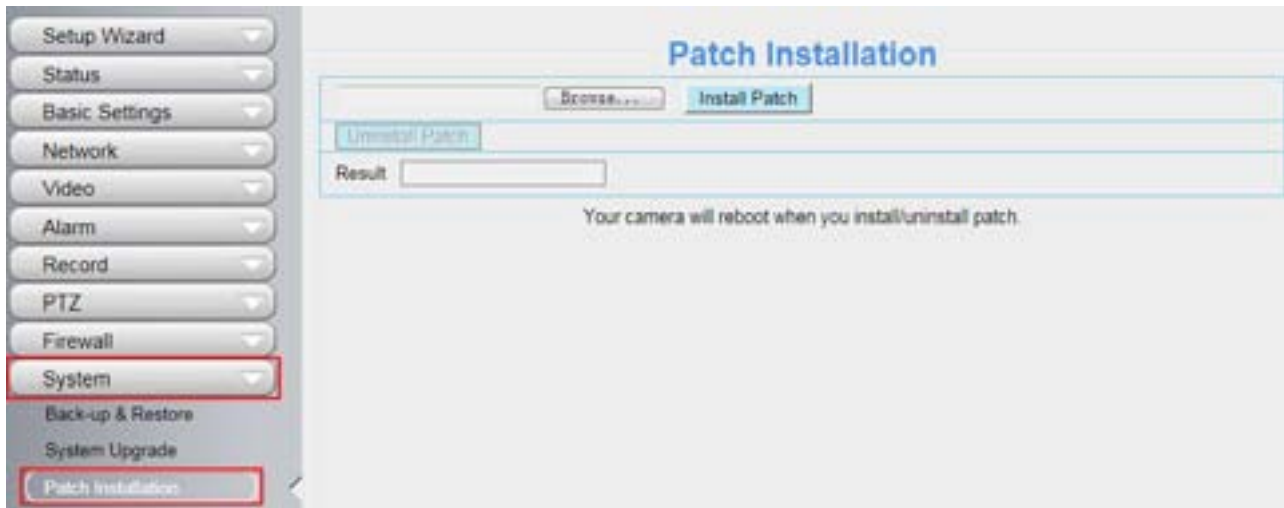 Setup Wizard
Status
Basic Settings
Network
Video
Alarm
Record
PTZ
Firewall
System
Back-up & Restore
System Upgrade
Patch Installation
Patch Installation
Browse... Install Patch
Uninstall Patch
Result
Your camera will reboot when you install/uninstall patch.